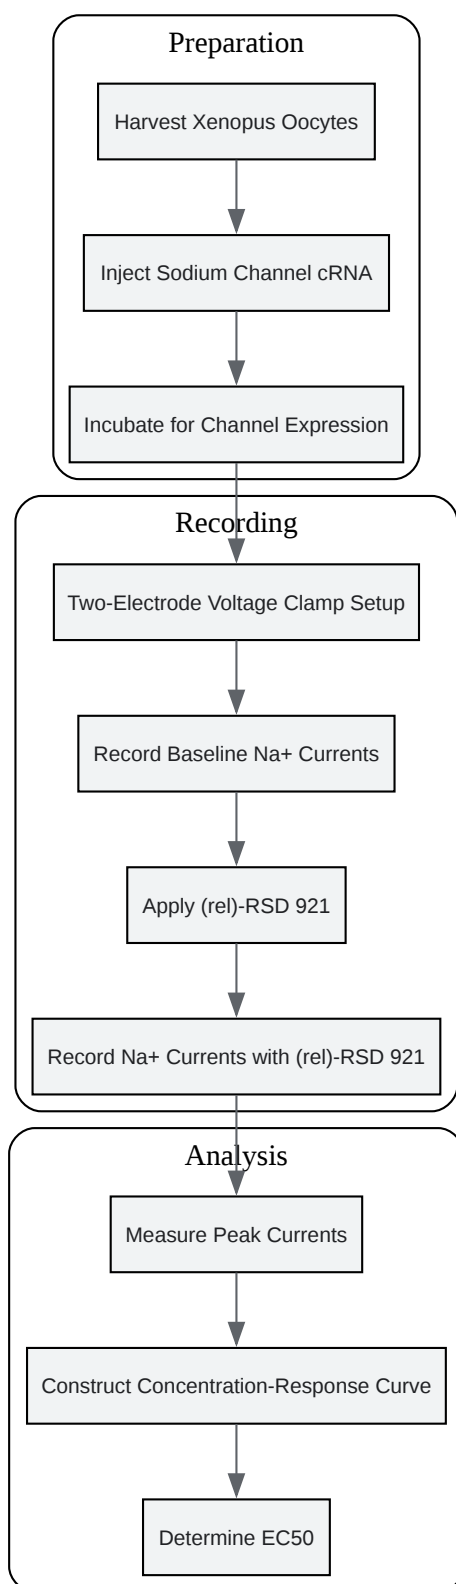 Preparation
Harvest Xenopus Oocytes
Inject Sodium Channel cRNA
Incubate for Channel Expression
Recording
Two-Electrode Voltage Clamp Setup
Record Baseline Na+ Currents
Apply (rel)-RSD 921
Record Na+ Currents with (rel)-RSD 921
Analysis
Measure Peak Currents
Construct Concentration-Response Curve
Determine EC50